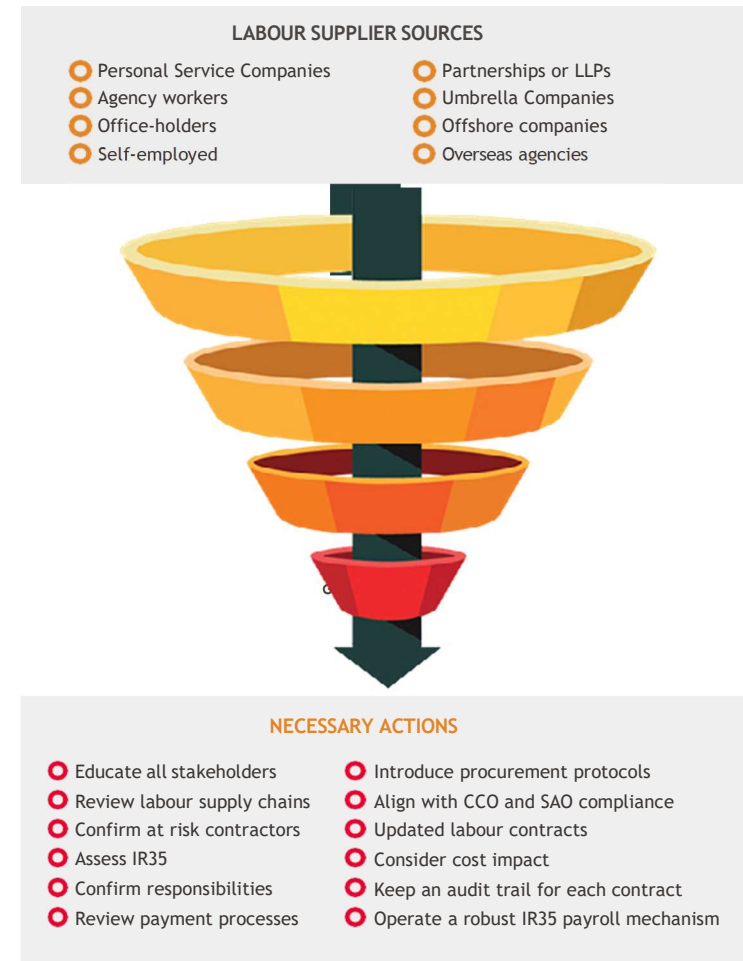 LABOUR SUPPLIER SOURCES
Personal Service Companies
Agency workers
Office-holders
Self-employed
Partnerships or LLPs
Umbrella Companies
Offshore companies
Overseas agencies
NECESSARY ACTIONS
Educate all stakeholders
Review labour supply chains
Confirm at risk contractors
Assess IR35
Confirm responsibilities
Review payment processes
Introduce procurement protocols
Align with CCO and SAO compliance
Updated labour contracts
Consider cost impact
Keep an audit trail for each contract
Operate a robust IR35 payroll mechanism